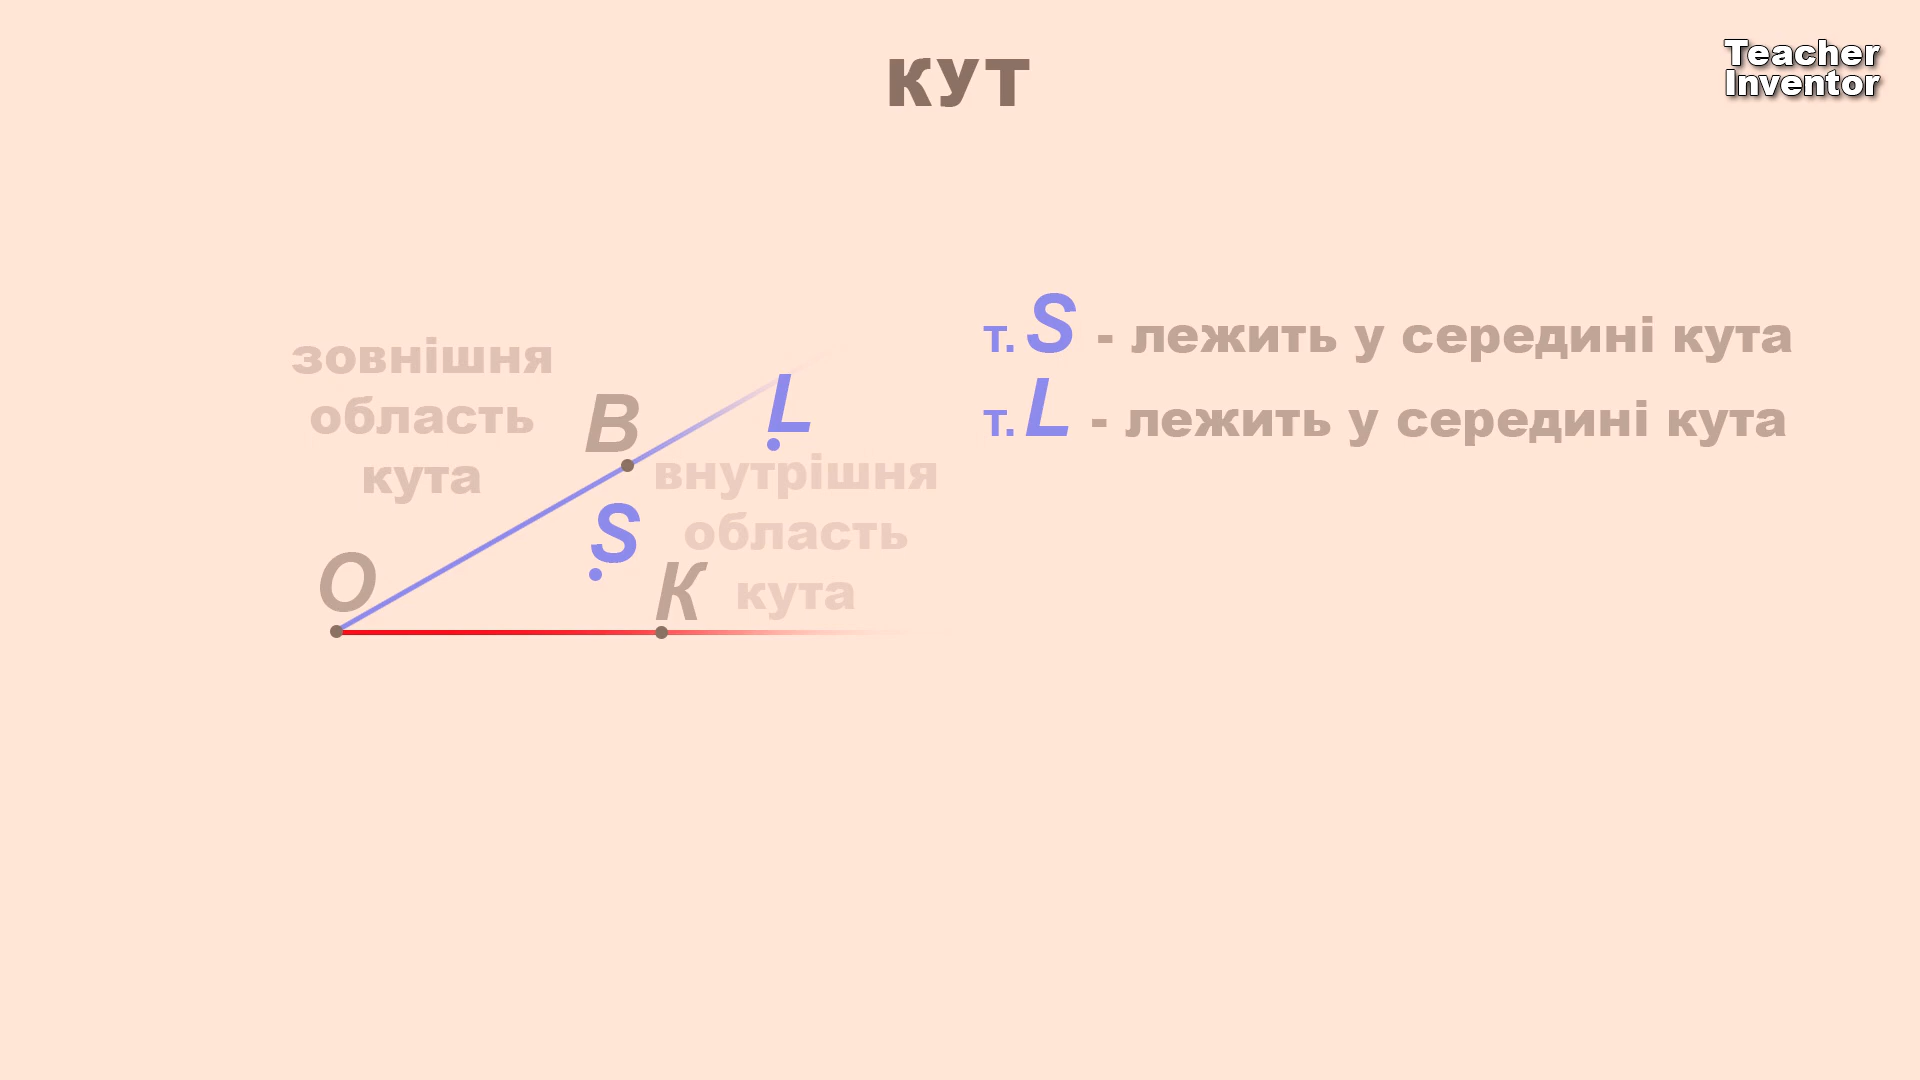 КУТ
Teacher
Inventor
зовнішня
область
кута
В
L
внутрішня
область
кута
S
О
К
т. S - лежить у середині кута
т. L - лежить у середині кута